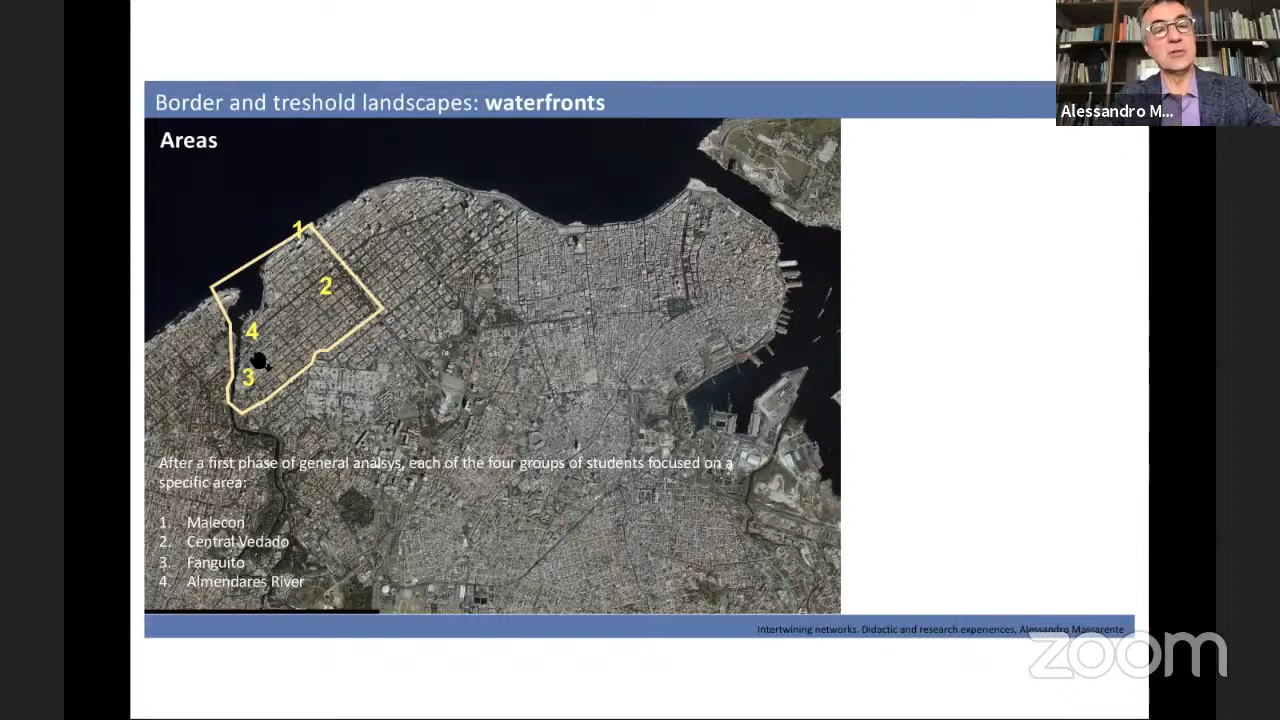 Border and treshold landscapes: waterfronts
Alessandro M...
Areas
1
2
4
3
After a first phase of general analsys, each of the four groups of students focused on a
specific area:
1. Malecon
2. Central Vedado
3. Fanguito
4. Almendares River
Intertwining networks. Didactic and research experiences, Alessandro Massarente
zoom